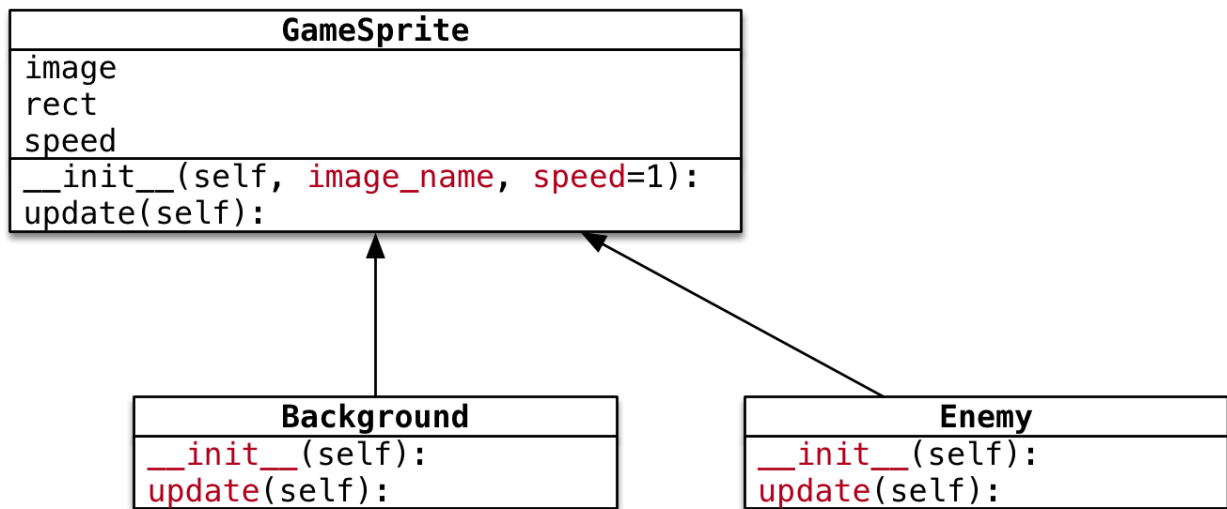 GameSprite
image
rect
speed
__init__(self, image_name, speed=1):
update(self):
Background
__init__(self):
update(self):
Enemy
__init__(self):
update(self):